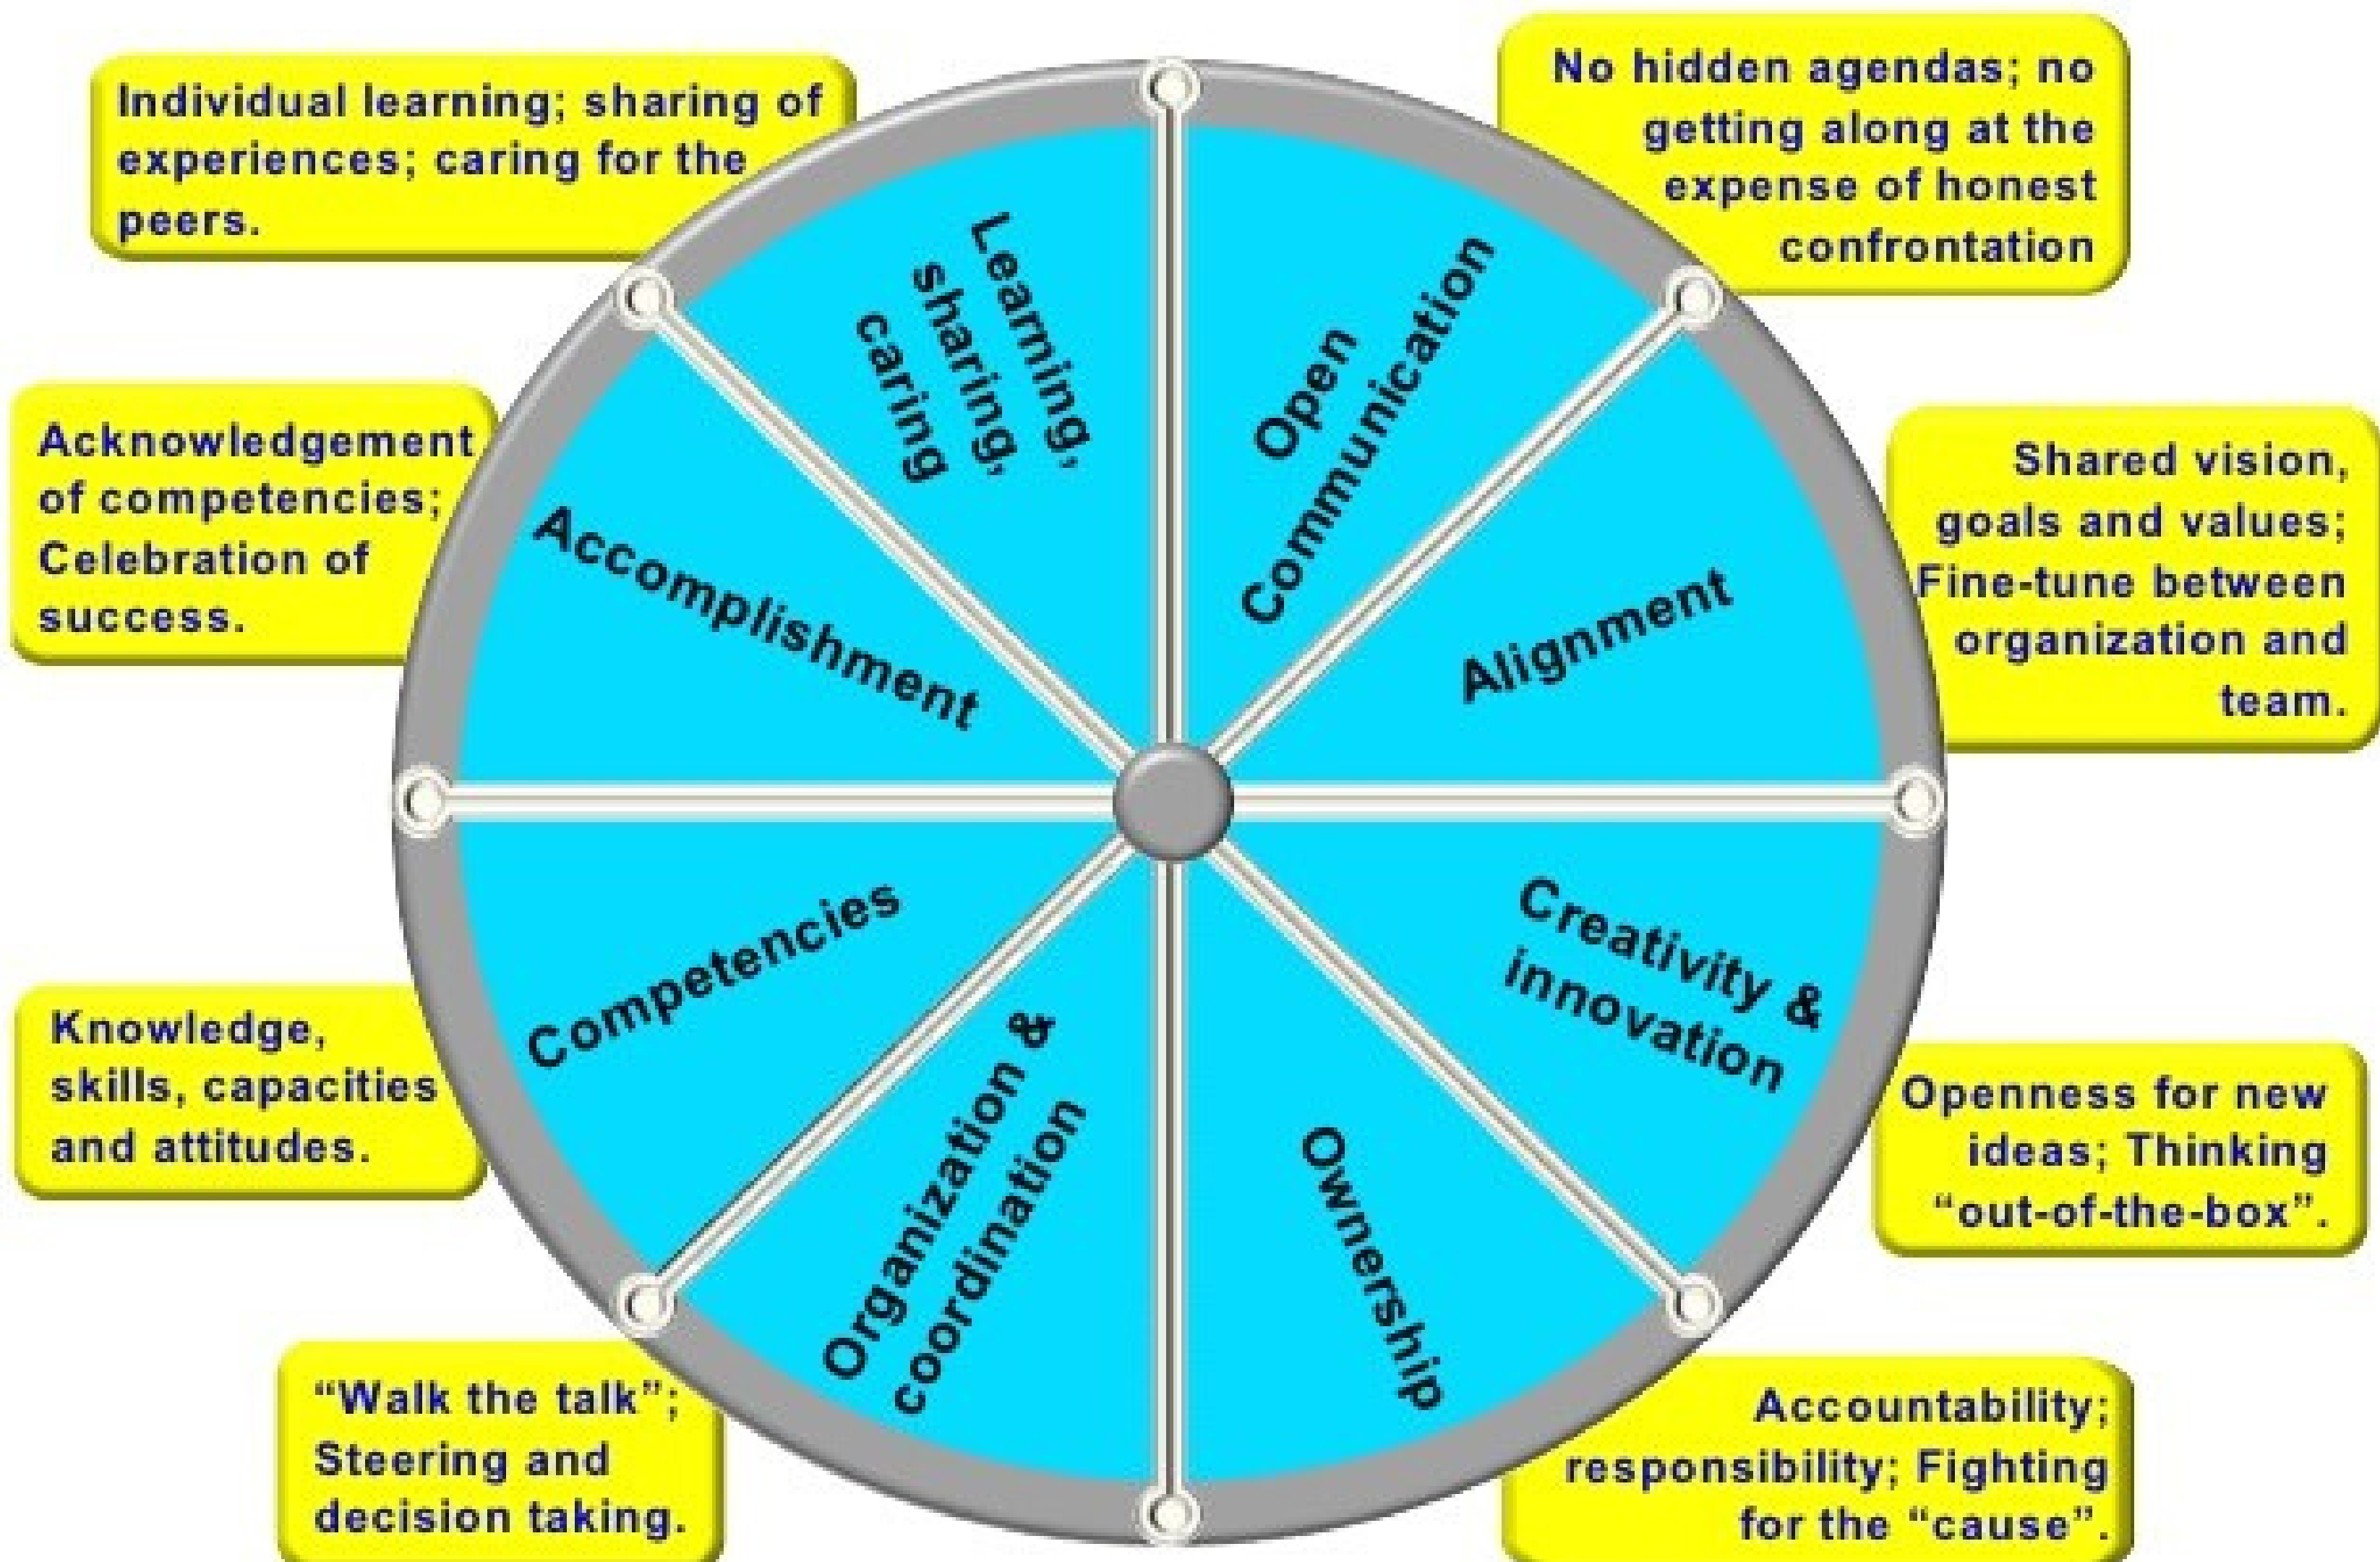 Individual learning; sharing of
experiences; caring for the
peers.
No hidden agendas; no
getting along at the
expense of honest
confrontation
Learning,
sharing,
caring
Open
Communication
Acknowledgement
of competencies;
Celebration of
success.
Accomplishment
Alignment
Shared vision,
goals and values;
Fine-tune between
organization and
team.
Knowledge,
skills, capacities
and attitudes.
Competencies
Creativity &
innovation
Openness for new
ideas; Thinking
“out-of-the-box”.
Organization &
coordination
Ownership
“Walk the talk”;
Steering and
decision taking.
Accountability;
responsibility; Fighting
for the “cause”.